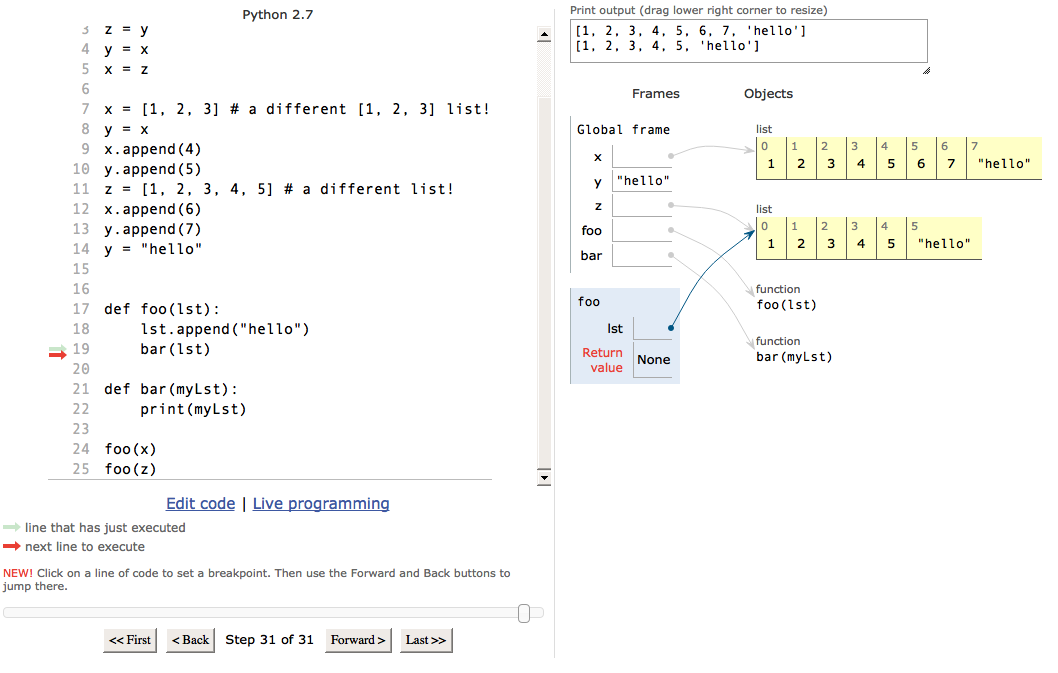 Python 2.7
3 z = y
4 y = x
5 x = z
6
7 x = [1, 2, 3] # a different [1, 2, 3] list!
8 y = x
9 x.append(4)
10 y.append(5)
11 z = [1, 2, 3, 4, 5] # a different list!
12 x.append(6)
13 y.append(7)
14 y = "hello"
15
16
17 def foo(lst):
18 lst.append("hello")
19 bar(lst)
20
21 def bar(myLst):
22 print(myLst)
23
24 foo(x)
25 foo(z)
Edit code | Live programming
line that has just executed
next line to execute
NEW! Click on a line of code to set a breakpoint. Then use the Forward and Back buttons to
jump there.
<< First < Back Step 31 of 31 Forward > Last >>
Print output (drag lower right corner to resize)
[1, 2, 3, 4, 5, 6, 7, 'hello']
[1, 2, 3, 4, 5, 'hello']
Frames Objects
Global frame
x
y "hello"
z
foo
bar
foo
lst
Return
value None
list
0 1 2 3 4 5 6 7
1 2 3 4 5 6 7 "hello"
list
0 1 2 3 4 5
1 2 3 4 5 "hello"
function
foo(lst)
function
bar(myLst)